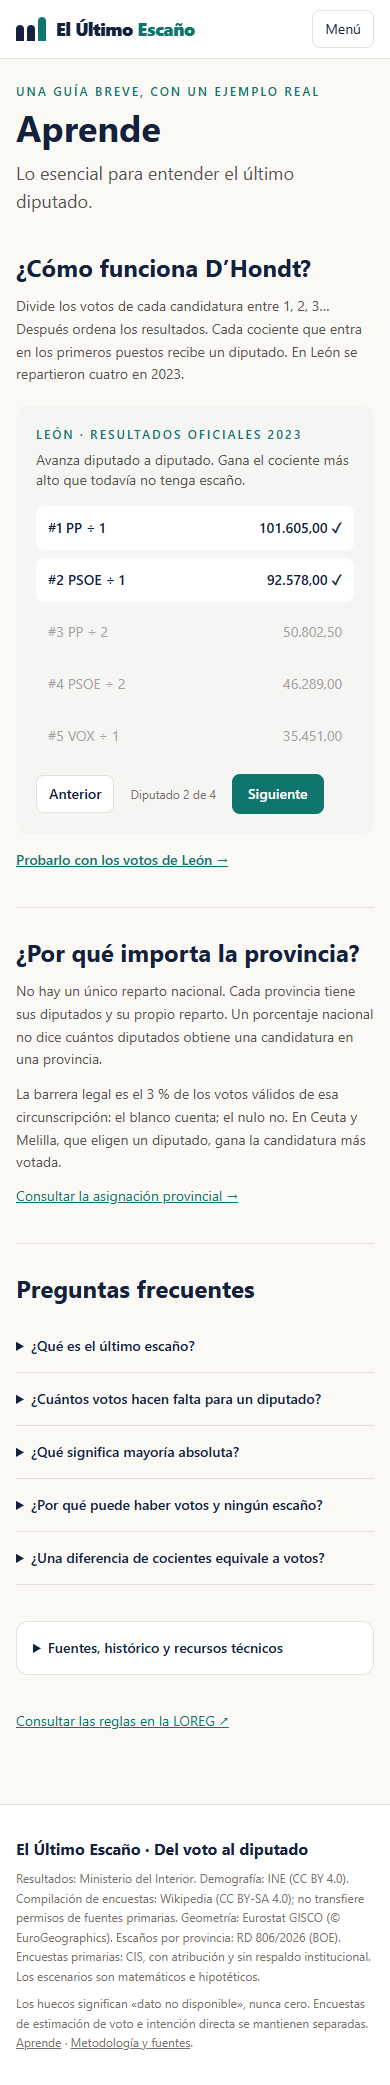 El Último Escaño
Menú
UNA GUÍA BREVE, CON UN EJEMPLO REAL
Aprende
Lo esencial para entender el último
diputado.
¿Cómo funciona D’Hondt?
Divide los votos de cada candidatura entre 1, 2, 3…
Después ordena los resultados. Cada cociente que entra
en los primeros puestos recibe un diputado. En León se
repartieron cuatro en 2023.
LEÓN · RESULTADOS OFICIALES 2023
Avanza diputado a diputado. Gana el cociente más
alto que todavía no tenga escaño.
#1 PP ÷ 1 101.605,00 ✓
#2 PSOE ÷ 1 92.578,00 ✓
#3 PP ÷ 2 50.802,50
#4 PSOE ÷ 2 46.289,00
#5 VOX ÷ 1 35.451,00
Anterior Diputado 2 de 4 Siguiente
Probarlo con los votos de León →
¿Por qué importa la provincia?
No hay un único reparto nacional. Cada provincia tiene
sus diputados y su propio reparto. Un porcentaje nacional
no dice cuántos diputados obtiene una candidatura en
una provincia.
La barrera legal es el 3 % de los votos válidos de esa
circunscripción: el blanco cuenta; el nulo no. En Ceuta y
Melilla, que eligen un diputado, gana la candidatura más
votada.
Consultar la asignación provincial →
Preguntas frecuentes
▶ ¿Qué es el último escaño?
▶ ¿Cuántos votos hacen falta para un diputado?
▶ ¿Qué significa mayoría absoluta?
▶ ¿Por qué puede haber votos y ningún escaño?
▶ ¿Una diferencia de cocientes equivale a votos?
▶ Fuentes, histórico y recursos técnicos
Consultar las reglas en la LOREG ↗
El Último Escaño · Del voto al diputado
Resultados: Ministerio del Interior. Demografía: INE (CC BY 4.0).
Compilación de encuestas: Wikipedia (CC BY-SA 4.0); no transfiere
permisos de fuentes primarias. Geometría: Eurostat GISCO (©
EuroGeographics). Escaños por provincia: RD 806/2026 (BOE).
Encuestas primarias: CIS, con atribución y sin respaldo institucional.
Los escenarios son matemáticos e hipotéticos.
Los huecos significan «dato no disponible», nunca cero. Encuestas
de estimación de voto e intención directa se mantienen separadas.
Aprende · Metodología y fuentes.